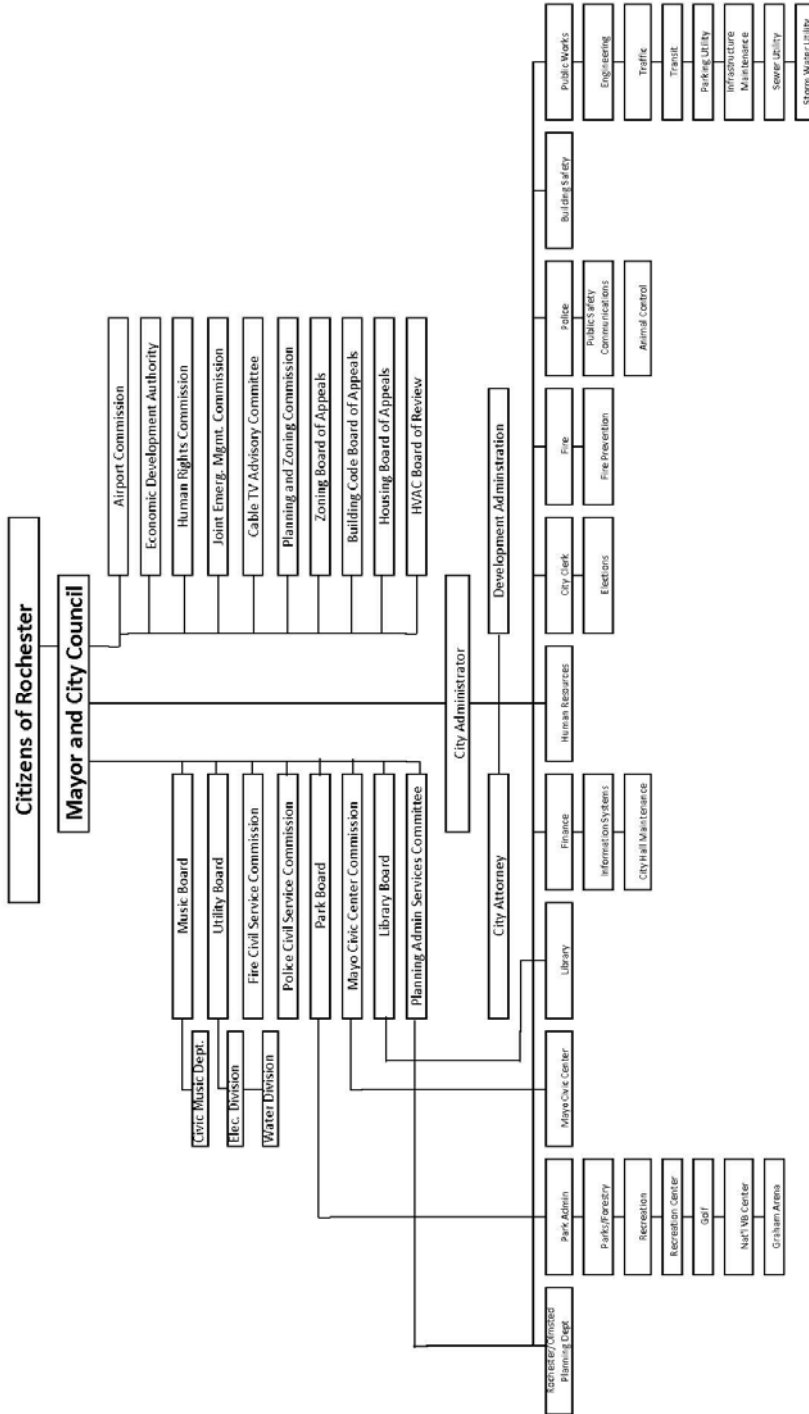 Citizens of Rochester
Mayor and City Council
Music Board
Civic Music Dept.
Utility Board
Elec. Division
Water Division
Fire Civil Service Commission
Police Civil Service Commission
Park Board
Mayo Civic Center Commission
Library Board
Planning Admin Services Committee
Airport Commission
Economic Development Authority
Human Rights Commission
Joint Emerg. Mgmt. Commission
Cable TV Advisory Committee
Planning and Zoning Commission
Zoning Board of Appeals
Building Code Board of Appeals
Housing Board of Appeals
HVAC Board of Review
City Administrator
City Attorney
Development Adminstration
Rochester/Olmsted
Planning Dept
Park Admin
Parks/Forestry
Recreation
Recreation Center
Golf
Nat'l VB Center
Graham Arena
Mayo Civic Center
Library
Finance
Information Systems
City Hall Maintenance
Human Resources
City Clerk
Elections
Fire
Fire Prevention
Police
Public Safety
Communications
Animal Control
Building Safety
Public Works
Engineering
Traffic
Transit
Parking Utility
Infrastructure
Maintenance
Sewer Utility
Storm Water Utility